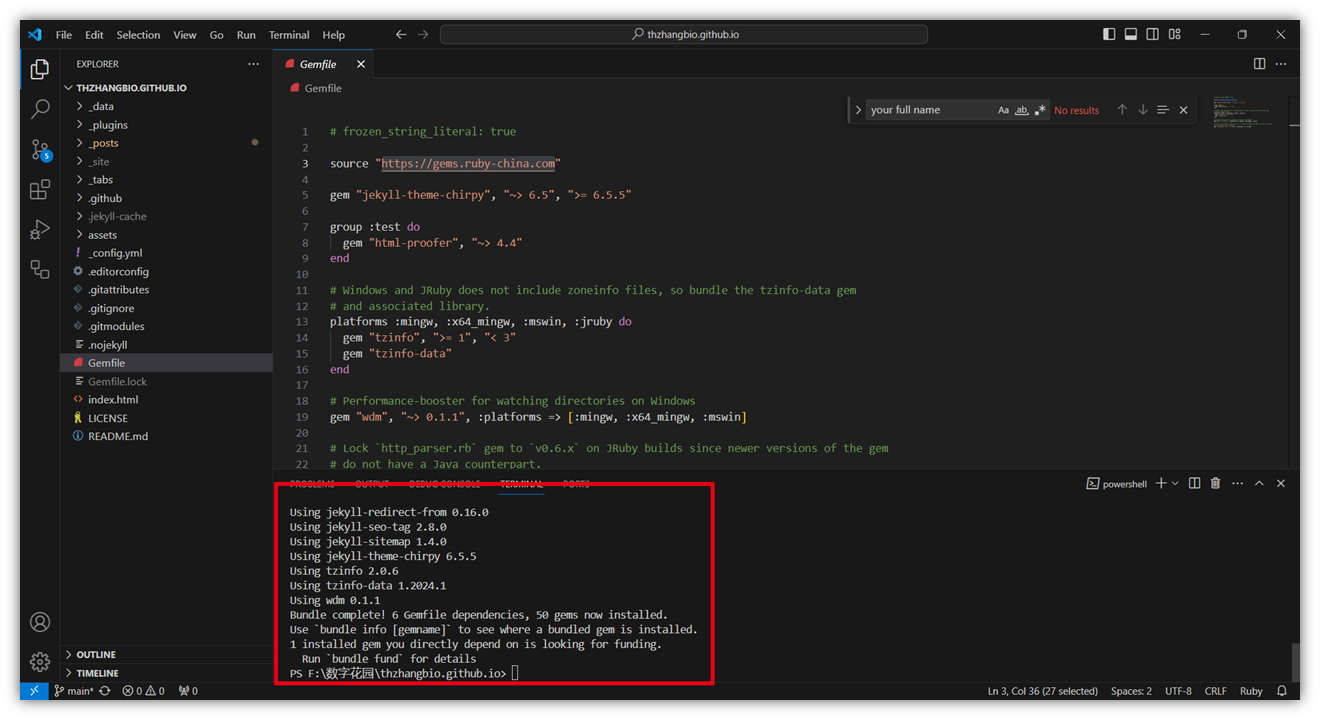 File Edit Selection View Go Run Terminal Help
thzhangbio.github.io
EXPLORER
THZHANGBIO.GITHUB.IO
_data
_plugins
_posts
_site
_tabs
.github
.jekyll-cache
assets
_config.yml
.editorconfig
.gitattributes
.gitignore
.gitmodules
.nojekyll
Gemfile
Gemfile.lock
index.html
LICENSE
README.md
5
OUTLINE
TIMELINE
Gemfile
Gemfile
your full name Aa ab No results
1 # frozen_string_literal: true
2
3 source "https://gems.ruby-china.com"
4
5 gem "jekyll-theme-chirpy", "~> 6.5", ">= 6.5.5"
6
7 group :test do
8 gem "html-proofer", "~> 4.4"
9 end
10
11 # Windows and JRuby does not include zoneinfo files, so bundle the tzinfo-data gem
12 # and associated library.
13 platforms :mingw, :x64_mingw, :mswin, :jruby do
14 gem "tzinfo", ">= 1", "< 3"
15 gem "tzinfo-data"
16 end
17
18 # Performance-booster for watching directories on Windows
19 gem "wdm", "~> 0.1.1", :platforms => [:mingw, :x64_mingw, :mswin]
20
21 # Lock `http_parser.rb` gem to `v0.6.x` on JRuby builds since newer versions of the gem
22 # do not have a Java counterpart.
PROBLEMS OUTPUT DEBUG CONSOLE TERMINAL PORTS
powershell
Using jekyll-redirect-from 0.16.0
Using jekyll-seo-tag 2.8.0
Using jekyll-sitemap 1.4.0
Using jekyll-theme-chirpy 6.5.5
Using tzinfo 2.0.6
Using tzinfo-data 1.2024.1
Using wdm 0.1.1
Bundle complete! 6 Gemfile dependencies, 50 gems now installed.
Use `bundle info [gemname]` to see where a bundled gem is installed.
1 installed gem you directly depend on is looking for funding.
Run `bundle fund` for details
PS F:\数字花园\thzhangbio.github.io>
main* 0 0 0
Ln 3, Col 36 (27 selected) Spaces: 2 UTF-8 CRLF Ruby